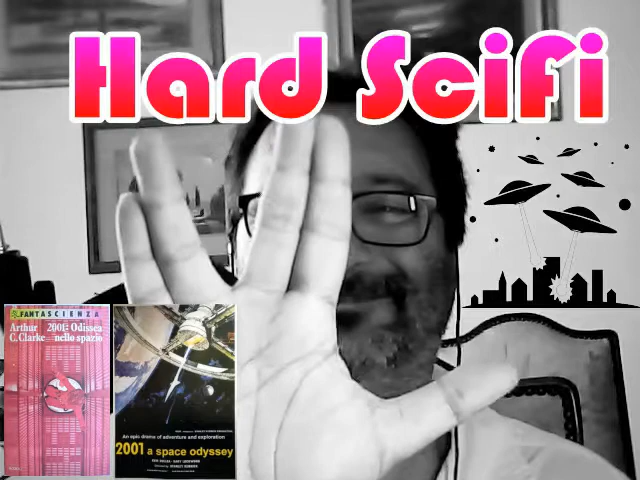 Hard SciFi
FANTASCIENZA
Arthur C. Clarke
2001: Odissea nello spazio
An epic drama of adventure and exploration
2001 a space odyssey